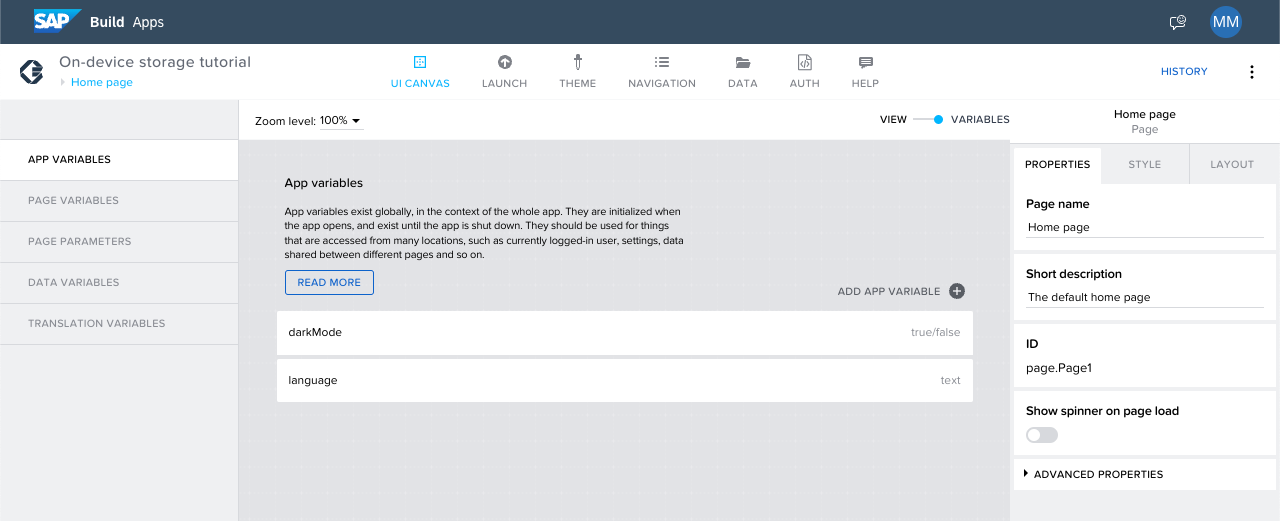 SAP Build Apps MM
On-device storage tutorial
Home page
UI CANVAS LAUNCH THEME NAVIGATION DATA AUTH HELP
HISTORY
APP VARIABLES
PAGE VARIABLES
PAGE PARAMETERS
DATA VARIABLES
TRANSLATION VARIABLES
Zoom level: 100%
VIEW VARIABLES
App variables
App variables exist globally, in the context of the whole app. They are initialized when
the app opens, and exist until the app is shut down. They should be used for things
that are accessed from many locations, such as currently logged-in user, settings, data
shared between different pages and so on.
READ MORE
ADD APP VARIABLE
darkMode true/false
language text
Home page
Page
PROPERTIES STYLE LAYOUT
Page name
Home page
Short description
The default home page
ID
page.Page1
Show spinner on page load
ADVANCED PROPERTIES